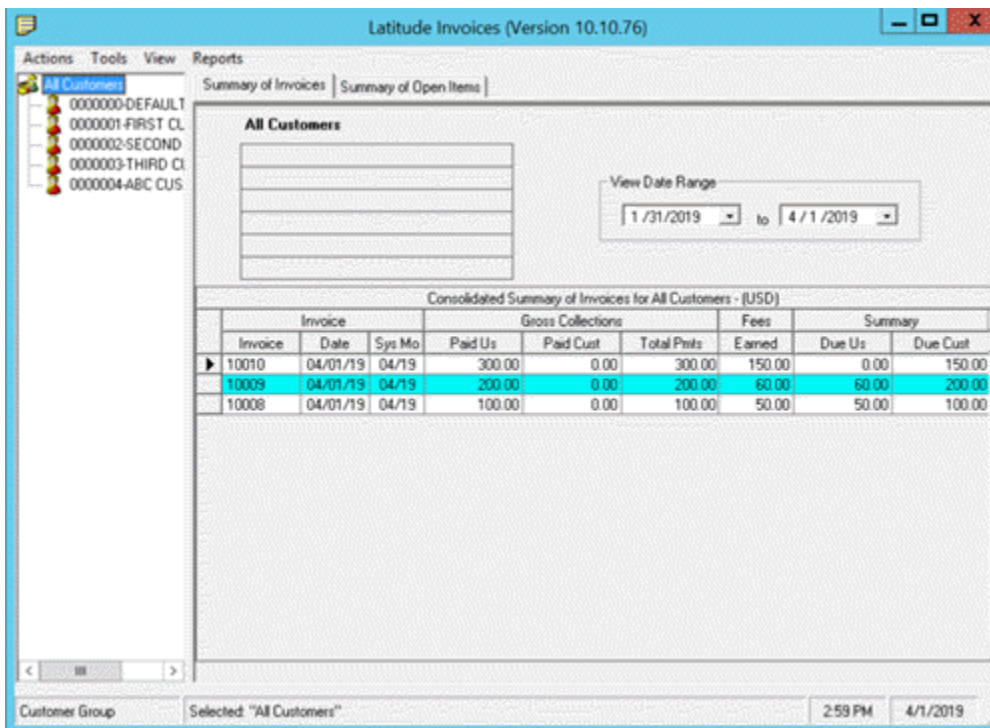 Latitude Invoices (Version 10.10.76)
Actions Tools View Reports
All Customers
0000000-DEFAULT
0000001-FIRST CL
0000002-SECOND
0000003-THIRD CU
0000004-ABC CUS
Summary of Invoices Summary of Open Items
All Customers
View Date Range
1/31/2019 to 4/1/2019
Consolidated Summary of Invoices for All Customers - (USD)
Invoice Gross Collections Fees Summary
Invoice Date Sys Mo Paid Us Paid Cust Total Pmts Earned Due Us Due Cust
10010 04/01/19 04/19 300.00 0.00 300.00 150.00 0.00 150.00
10009 04/01/19 04/19 200.00 0.00 200.00 60.00 60.00 200.00
10008 04/01/19 04/19 100.00 0.00 100.00 50.00 50.00 100.00
Customer Group Selected: "All Customers" 2:59 PM 4/1/2019